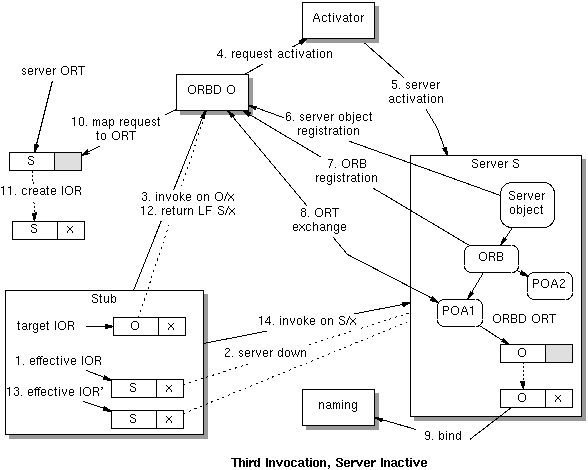 Activator
4. request activation
server ORT
ORBD O
5. server
activation
10. map request
to ORT
6. server object
registration
S
7. ORB
registration
Server S
11. create IOR
3. invoke on O/x
12. return LF S/x
Server
object
S x
8. ORT
exchange
ORB
POA2
Stub
POA1
ORBD ORT
target IOR
O x
14. invoke on S/x
O
1. effective IOR
2. server down
S x
13. effective IOR'
S x
naming
O x
9. bind
Third Invocation, Server Inactive